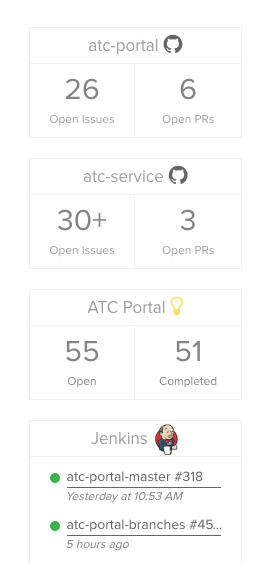 atc-portal
26 6
Open Issues Open PRs
atc-service
30+ 3
Open Issues Open PRs
ATC Portal
55 51
Open Completed
Jenkins
atc-portal-master #318
Yesterday at 10:53 AM
atc-portal-branches #45...
5 hours ago